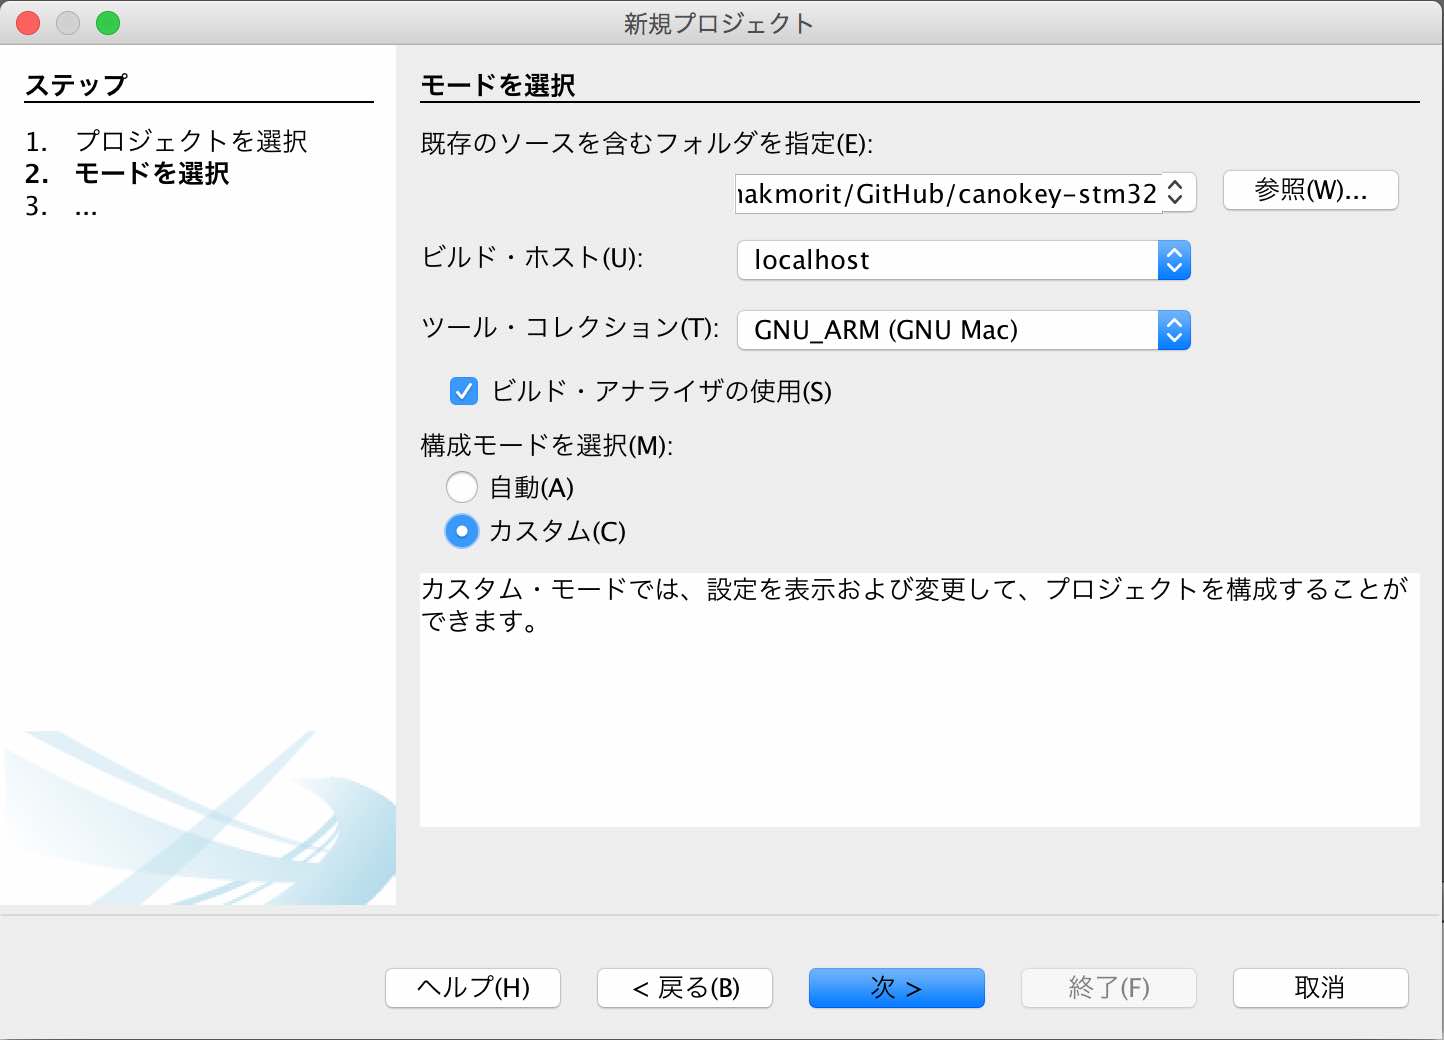 新規プロジェクト
ステップ
1. プロジェクトを選択
2. モードを選択
3. ...
モードを選択
既存のソースを含むフォルダを指定(E):
akmorit/GitHub/canokey-stm32
参照(W)...
ビルド・ホスト(U):
localhost
ツール・コレクション(T):
GNU_ARM (GNU Mac)
ビルド・アナライザの使用(S)
構成モードを選択(M):
自動(A)
カスタム(C)
カスタム・モードでは、設定を表示および変更して、プロジェクトを構成することが
できます。
ヘルプ(H)
< 戻る(B)
次 >
終了(F)
取消